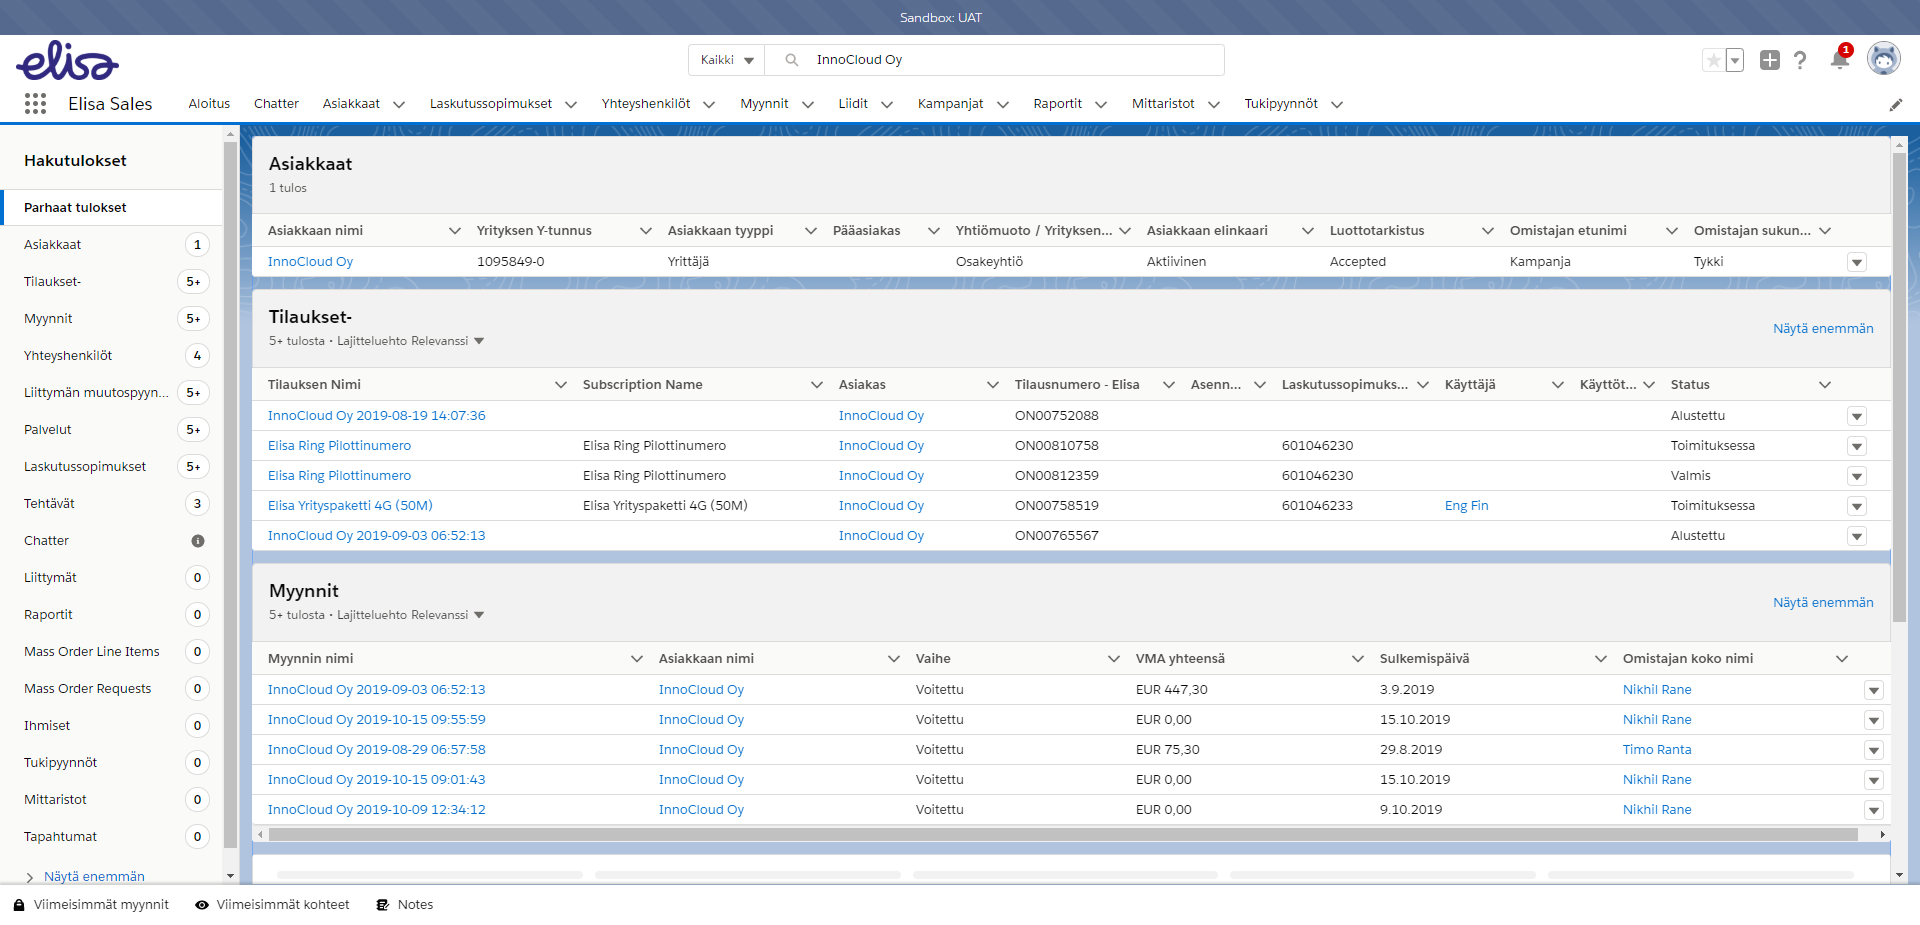 Sandbox: UAT
elisa
Kaikki
InnoCloud Oy
1
Elisa Sales
Aloitus
Chatter
Asiakkaat
Laskutussopimukset
Yhteyshenkilöt
Myynnit
Liidit
Kampanjat
Raportit
Mittaristot
Tukipyynnöt
Hakutulokset
Parhaat tulokset
Asiakkaat 1
Tilaukset- 5+
Myynnit 5+
Yhteyshenkilöt 4
Liittymän muutospyyn... 5+
Palvelut 5+
Laskutussopimukset 5+
Tehtävät 3
Chatter
Liittymät 0
Raportit 0
Mass Order Line Items 0
Mass Order Requests 0
Ihmiset 0
Tukipyynnöt 0
Mittaristot 0
Tapahtumat 0
Näytä enemmän
Asiakkaat
1 tulos
Asiakkaan nimi Yrityksen Y-tunnus Asiakkaan tyyppi Pääasiakas Yhtiömuoto / Yrityksen... Asiakkaan elinkaari Luottotarkistus Omistajan etunimi Omistajan sukun...
InnoCloud Oy 1095849-0 Yrittäjä Osakeyhtiö Aktiivinen Accepted Kampanja Tykki
Tilaukset-
5+ tulosta • Lajitteluehto Relevanssi
Näytä enemmän
Tilauksen Nimi Subscription Name Asiakas Tilausnumero - Elisa Asenn... Laskutussopimuks... Käyttäjä Käyttöt... Status
InnoCloud Oy 2019-08-19 14:07:36 InnoCloud Oy ON00752088 Alustettu
Elisa Ring Pilottinumero Elisa Ring Pilottinumero InnoCloud Oy ON00810758 601046230 Toimituksessa
Elisa Ring Pilottinumero Elisa Ring Pilottinumero InnoCloud Oy ON00812359 601046230 Valmis
Elisa Yrityspaketti 4G (50M) Elisa Yrityspaketti 4G (50M) InnoCloud Oy ON00758519 601046233 Eng Fin Toimituksessa
InnoCloud Oy 2019-09-03 06:52:13 InnoCloud Oy ON00765567 Alustettu
Myynnit
5+ tulosta • Lajitteluehto Relevanssi
Näytä enemmän
Myynnin nimi Asiakkaan nimi Vaihe VMA yhteensä Sulkemispäivä Omistajan koko nimi
InnoCloud Oy 2019-09-03 06:52:13 InnoCloud Oy Voitettu EUR 447,30 3.9.2019 Nikhil Rane
InnoCloud Oy 2019-10-15 09:55:59 InnoCloud Oy Voitettu EUR 0,00 15.10.2019 Nikhil Rane
InnoCloud Oy 2019-08-29 06:57:58 InnoCloud Oy Voitettu EUR 75,30 29.8.2019 Timo Ranta
InnoCloud Oy 2019-10-15 09:01:43 InnoCloud Oy Voitettu EUR 0,00 15.10.2019 Nikhil Rane
InnoCloud Oy 2019-10-09 12:34:12 InnoCloud Oy Voitettu EUR 0,00 9.10.2019 Nikhil Rane
Viimeisimmät myynnit
Viimeisimmät kohteet
Notes